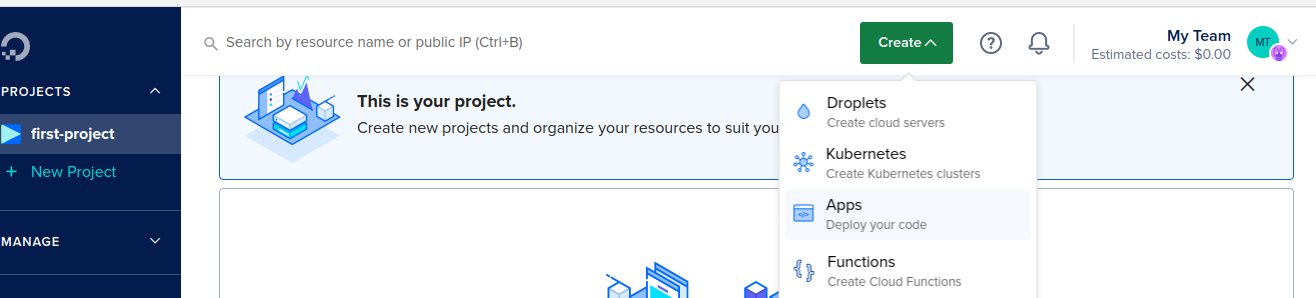 Search by resource name or public IP (Ctrl+B)
Create
My Team
Estimated costs: $0.00
MT
PROJECTS
first-project
+ New Project
MANAGE
This is your project.
Create new projects and organize your resources to suit you
Droplets
Create cloud servers
Kubernetes
Create Kubernetes clusters
Apps
Deploy your code
Functions
Create Cloud Functions